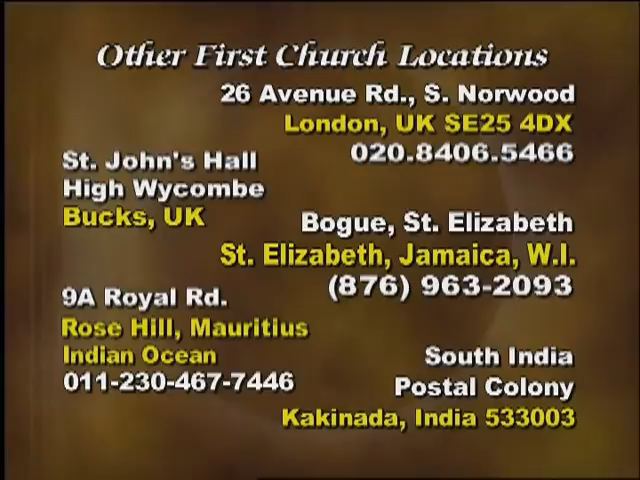 Other First Church Locations
26 Avenue Rd., S. Norwood
London, UK SE25 4DX
020.8406.5466
St. John's Hall
High Wycombe
Bucks, UK
Bogue, St. Elizabeth
St. Elizabeth, Jamaica, W.I.
(876) 963-2093
9A Royal Rd.
Rose Hill, Mauritius
Indian Ocean
011-230-467-7446
South India
Postal Colony
Kakinada, India 533003